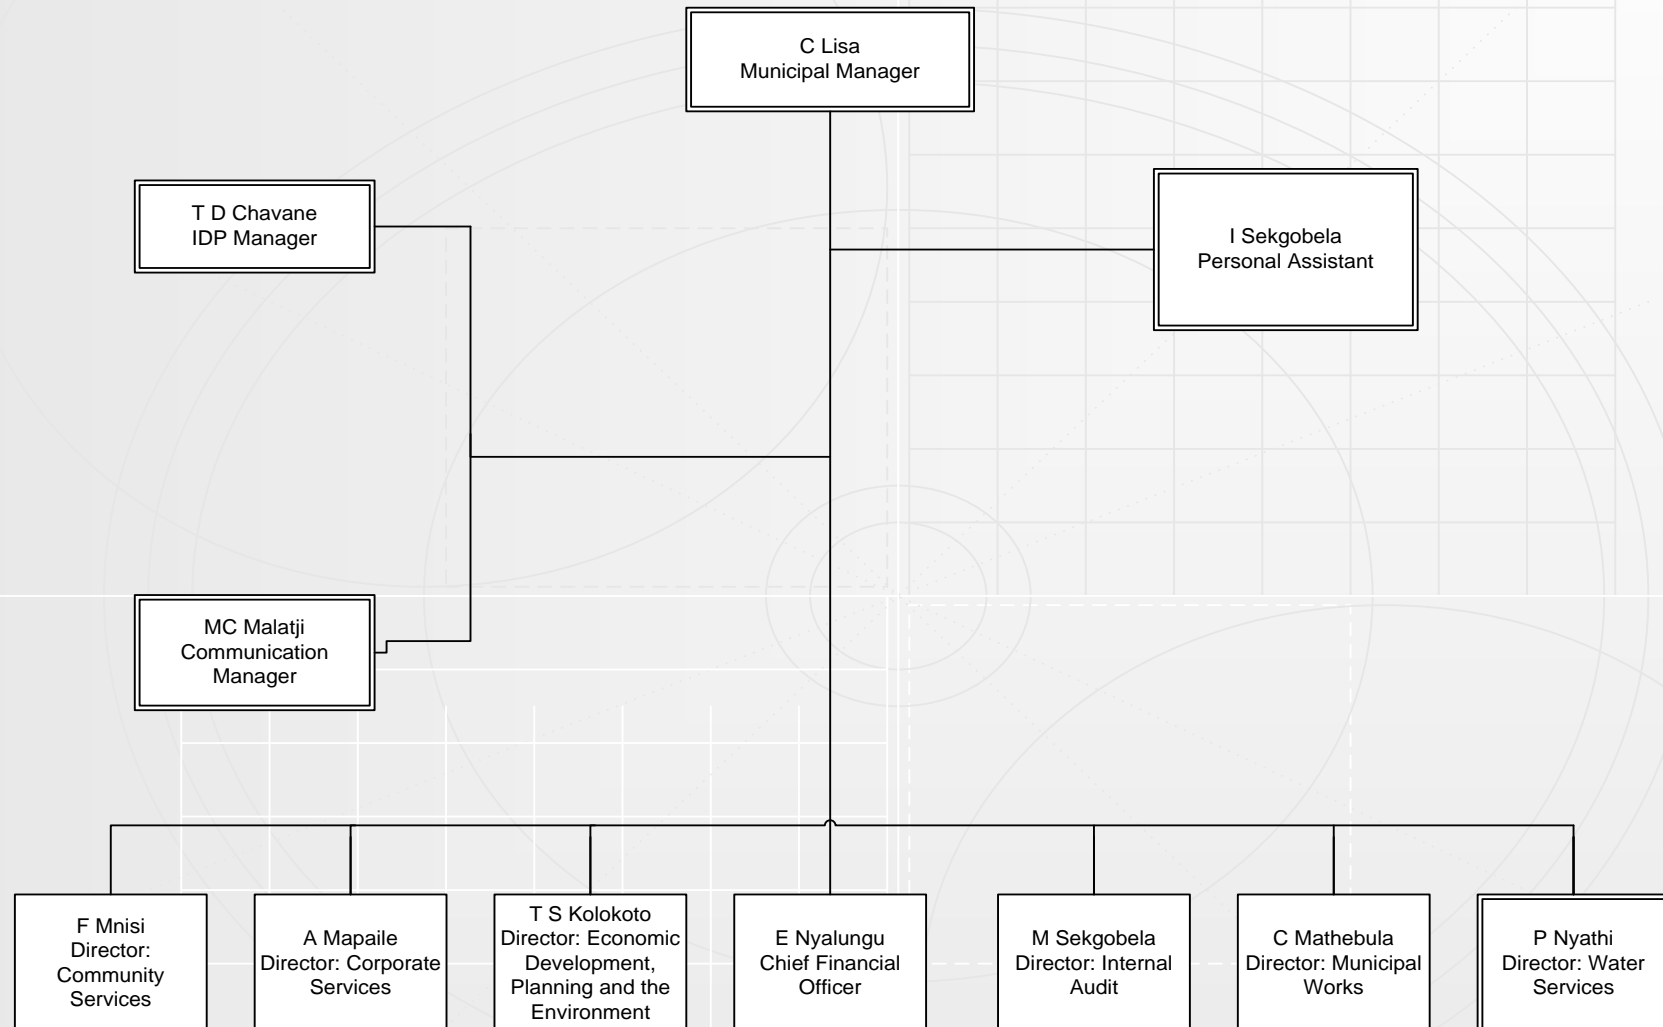 C Lisa
Municipal Manager
T D Chavane
IDP Manager
I Sekgobela
Personal Assistant
MC Malatji
Communication
Manager
F Mnisi
Director:
Community
Services
A Mapaile
Director: Corporate
Services
T S Kolokoto
Director: Economic
Development,
Planning and the
Environment
E Nyalungu
Chief Financial
Officer
M Sekgobela
Director: Internal
Audit
C Mathebula
Director: Municipal
Works
P Nyathi
Director: Water
Services